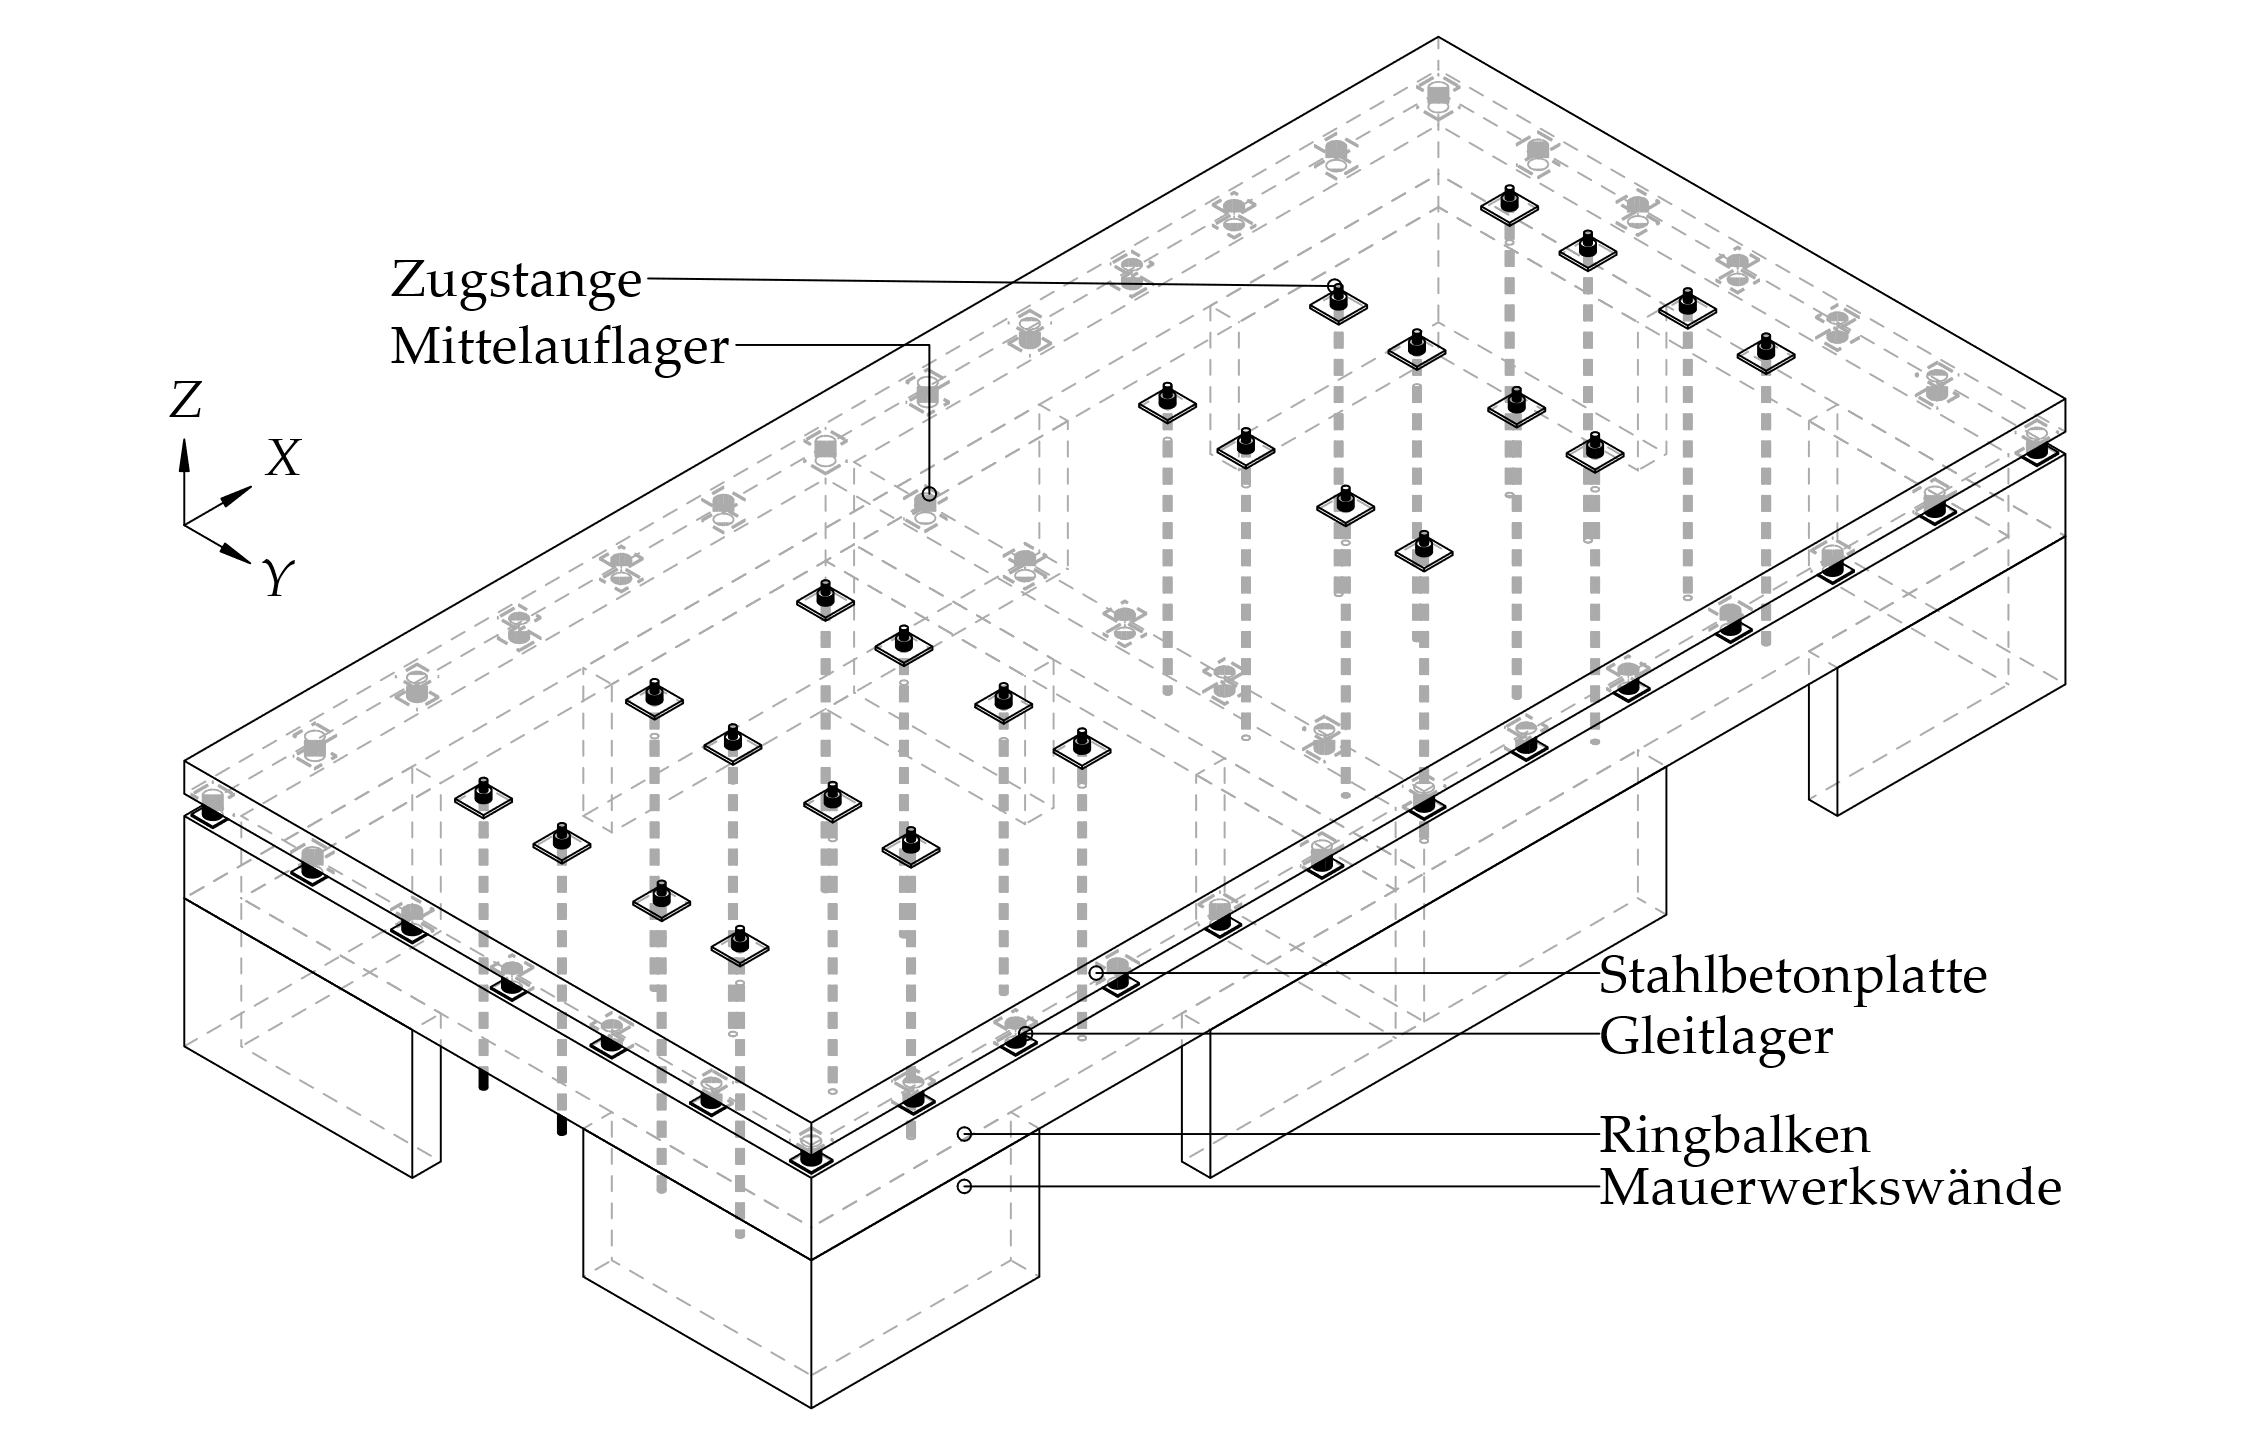 Zugstange
Mittelauflager
Z
X
Y
Stahlbetonplatte
Gleitlager
Ringbalken
Mauerwerkswände